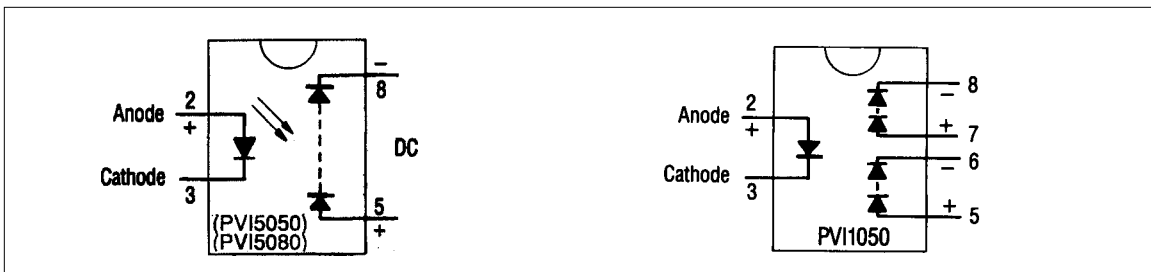 2
Anode
+
Cathode
3
−
8
DC
5
+
(PVI5050)
(PVI5080)
2
Anode
+
Cathode
3
8
−
+
7
6
−
+
5
PVI1050